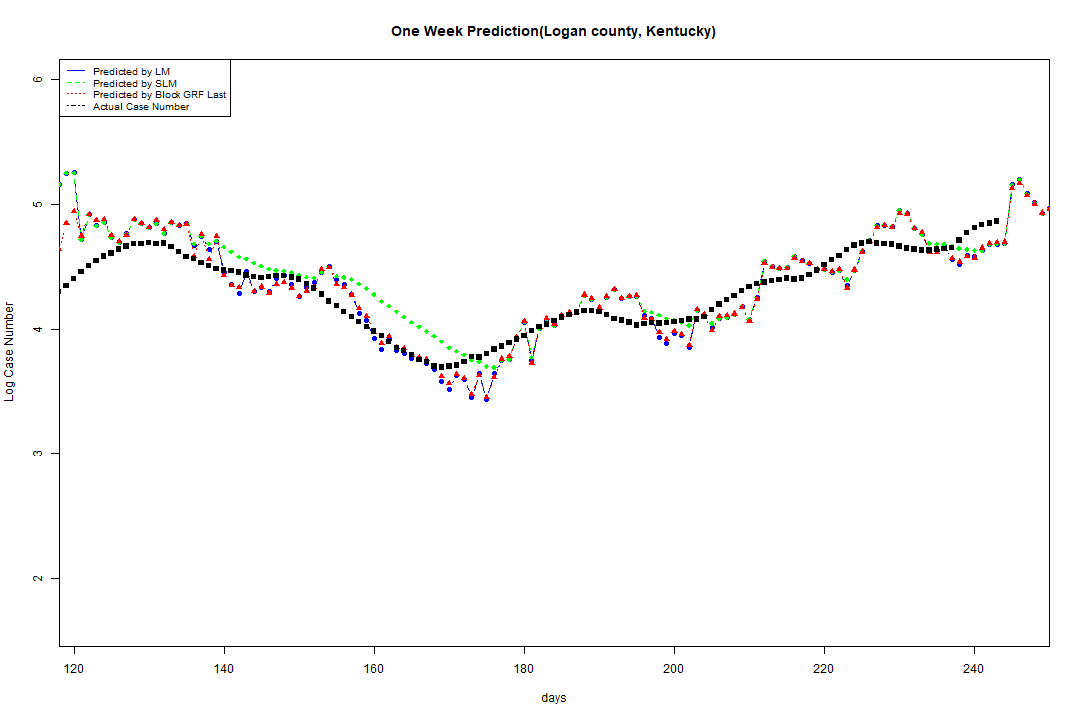 One Week Prediction(Logan county, Kentucky)
Predicted by LM
Predicted by SLM
Predicted by Block GRF Last
Actual Case Number
6
5
4
3
2
Log Case Number
120 140 160 180 200 220 240
days